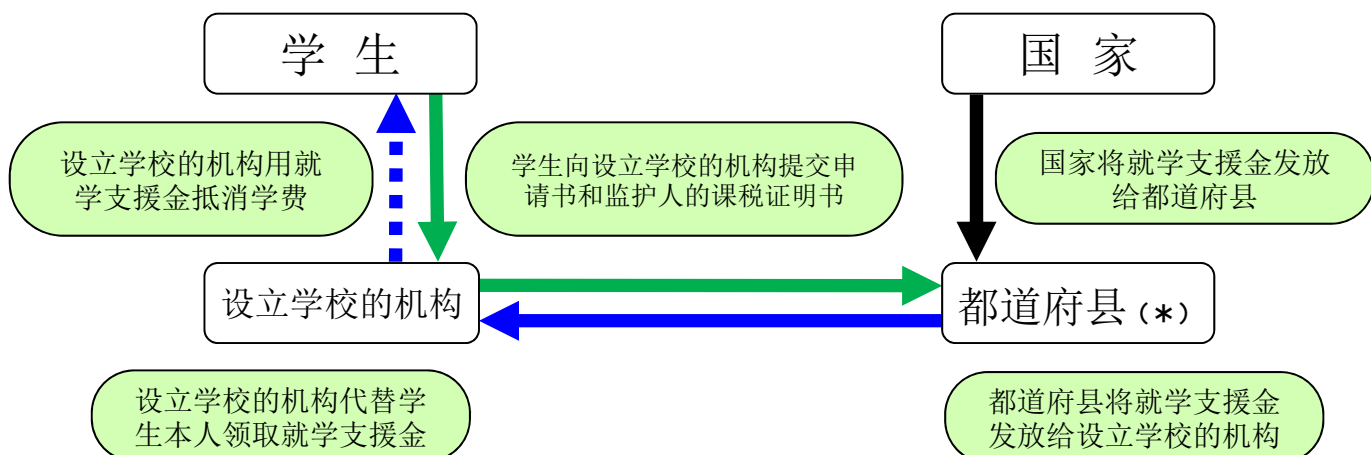 学 生
国 家
设立学校的机构用就
学支援金抵消学费
学生向设立学校的机构提交申
请书和监护人的课税证明书
国家将就学支援金发放
给都道府县
设立学校的机构
都道府县(*)
设立学校的机构代替学
生本人领取就学支援金
都道府县将就学支援金
发放给设立学校的机构